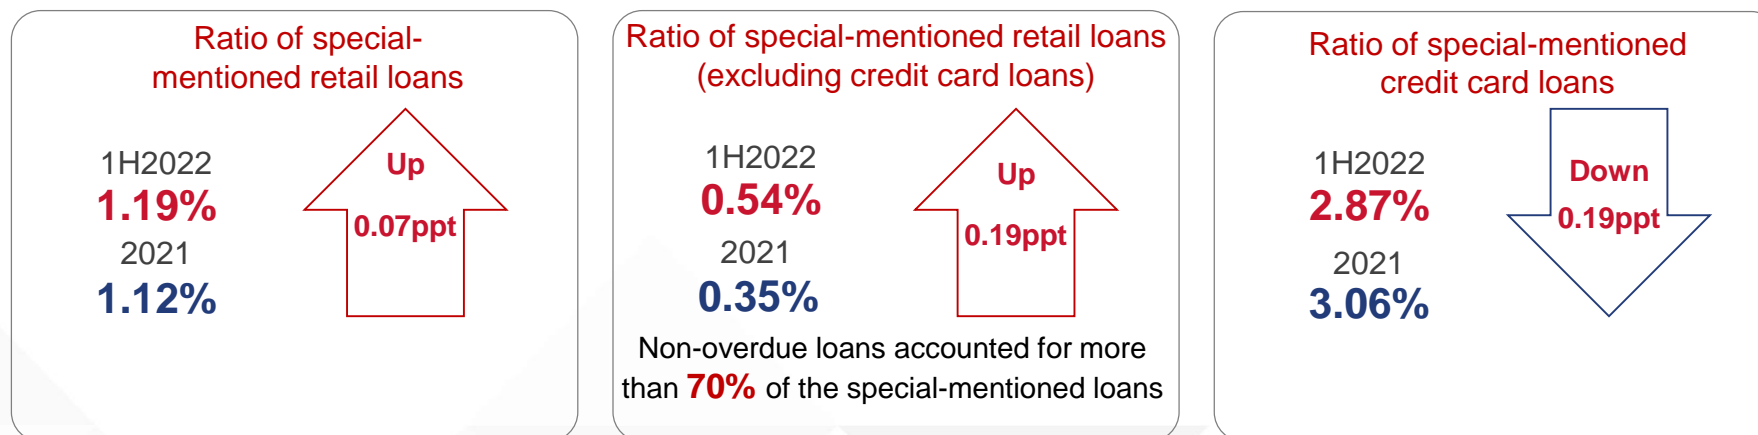 Ratio of special-
mentioned retail loans
1H2022
1.19%
2021
1.12%
Up
0.07ppt
Ratio of special-mentioned retail loans
(excluding credit card loans)
1H2022
0.54%
2021
0.35%
Up
0.19ppt
Non-overdue loans accounted for more
than 70% of the special-mentioned loans
Ratio of special-mentioned
credit card loans
1H2022
2.87%
2021
3.06%
Down
0.19ppt